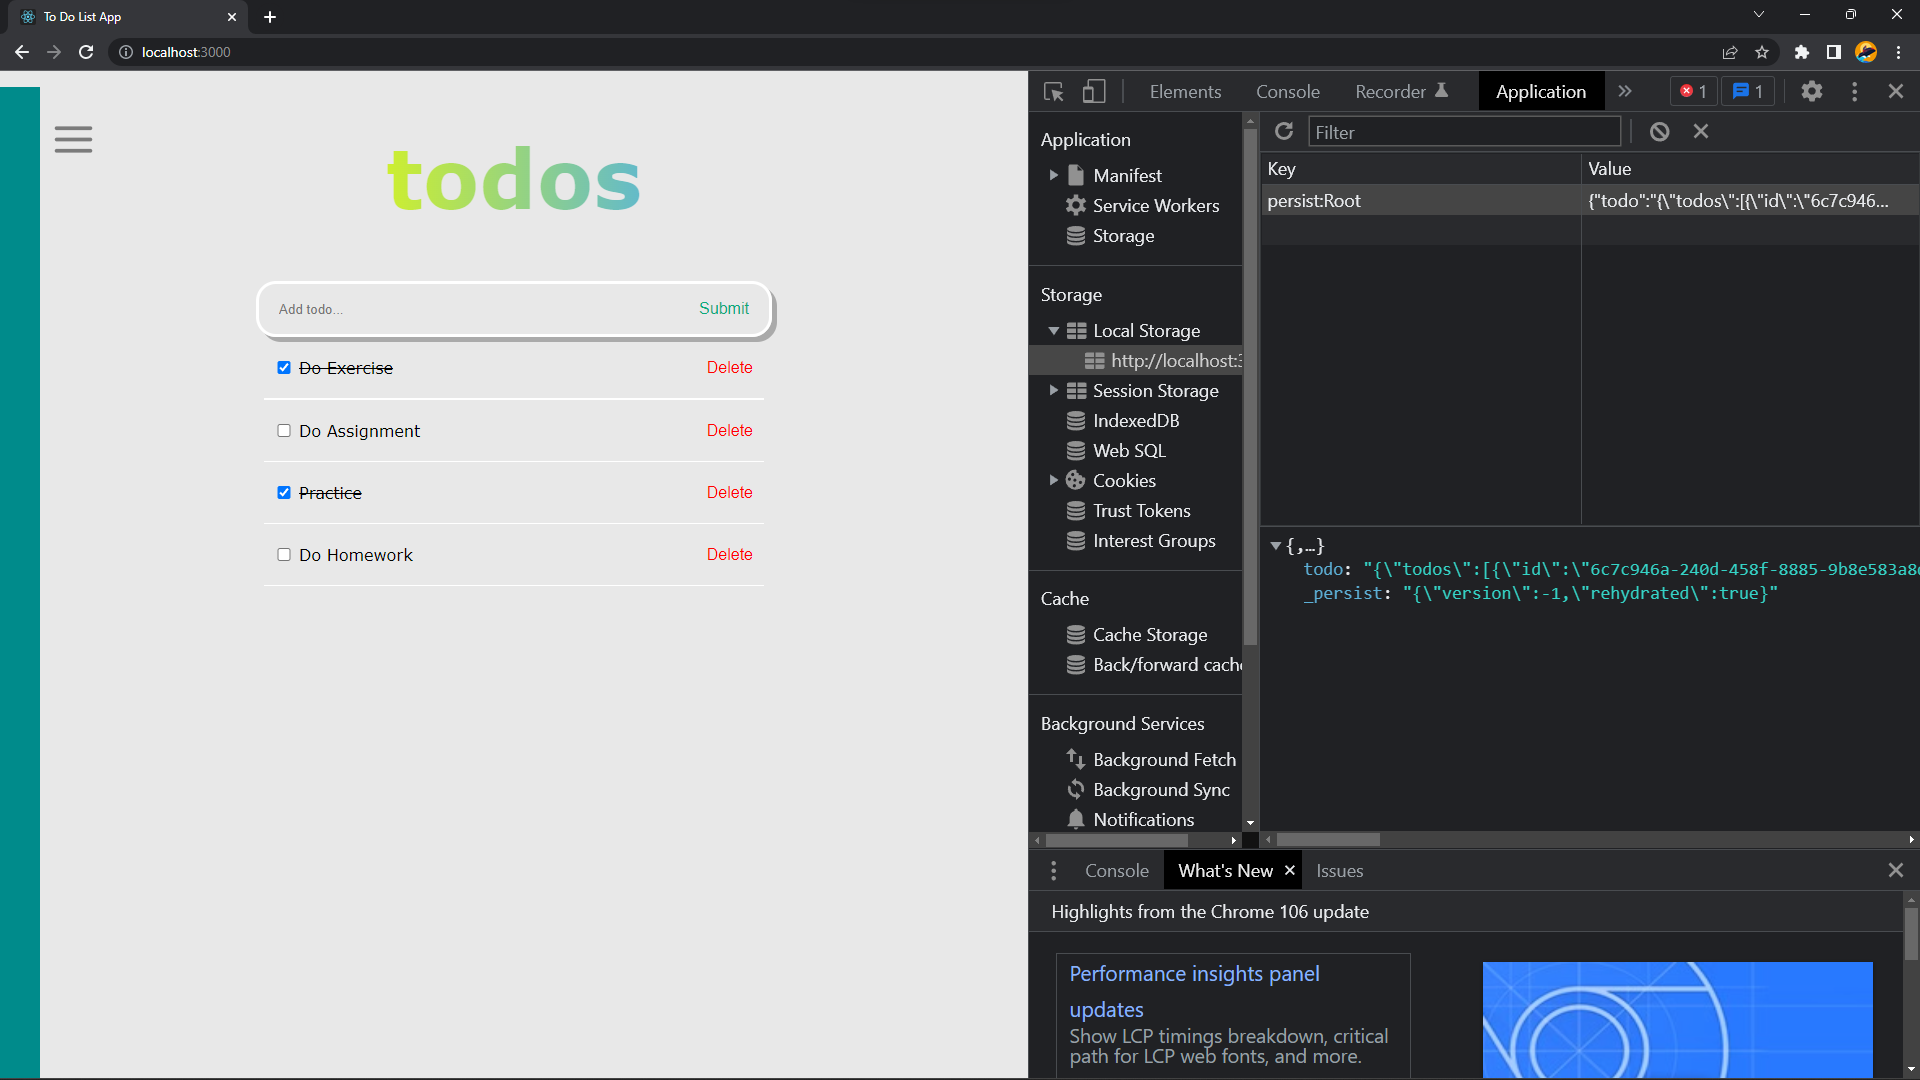 To Do List App
localhost:3000
todos
Add todo...
Submit
Do Exercise
Delete
Do Assignment
Delete
Practice
Delete
Do Homework
Delete
Elements
Console
Recorder
Application
1
1
Application
Manifest
Service Workers
Storage
Storage
Local Storage
http://localhost:3
Session Storage
IndexedDB
Web SQL
Cookies
Trust Tokens
Interest Groups
Cache
Cache Storage
Back/forward cache
Background Services
Background Fetch
Background Sync
Notifications
Filter
Key
Value
persist:Root
{"todo":"{\"todos\":[{\"id\":\"6c7c946…
{,…}
todo: "{\"todos\":[{\"id\":\"6c7c946a-240d-458f-8885-9b8e583a8
_persist: "{\"version\":-1,\"rehydrated\":true}"
Console
What's New
Issues
Highlights from the Chrome 106 update
Performance insights panel
updates
Show LCP timings breakdown, critical
path for LCP web fonts, and more.